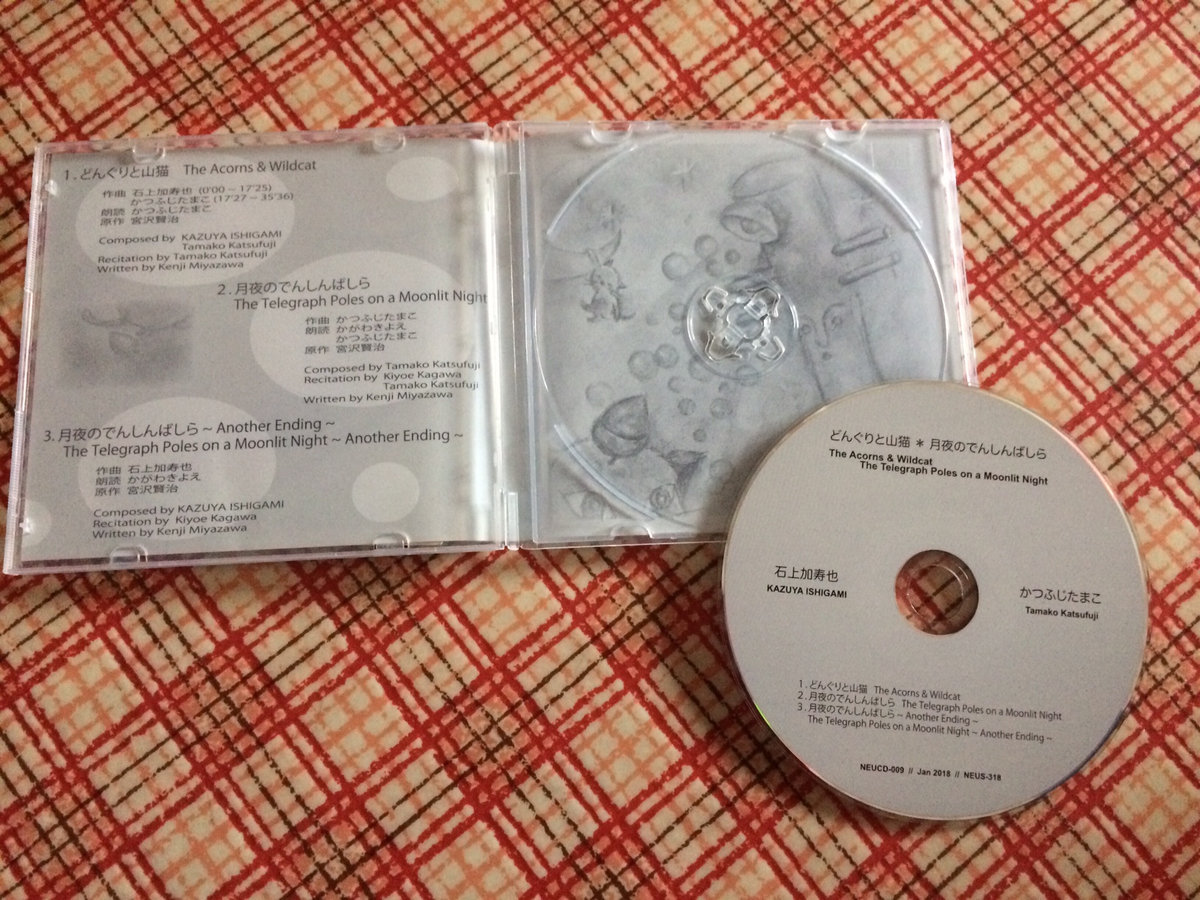 1. どんぐりと山猫 The Acorns & Wildcat
作曲 石上加寿也 (0'00 ~ 17'25)
かつふじたまこ (17'27 ~ 35'36)
朗読 かつふじたまこ
原作 宮沢賢治
Composed by KAZUYA ISHIGAMI
Tamako Katsufuji
Recitation by Tamako Katsufuji
Written by Kenji Miyazawa
2. 月夜のでんしんばしら
The Telegraph Poles on a Moonlit Night
作曲 かつふじたまこ
朗読 かがわきよえ
かつふじたまこ
原作 宮沢賢治
Composed by Tamako Katsufuji
Recitation by Kiyoe Kagawa
Tamako Katsufuji
Written by Kenji Miyazawa
3. 月夜のでんしんばしら ~ Another Ending ~
The Telegraph Poles on a Moonlit Night ~ Another Ending ~
作曲 石上加寿也
朗読 かがわきよえ
原作 宮沢賢治
Composed by KAZUYA ISHIGAMI
Recitation by Kiyoe Kagawa
Written by Kenji Miyazawa
どんぐりと山猫 * 月夜のでんしんばしら
The Acorns & Wildcat
The Telegraph Poles on a Moonlit Night
石上加寿也
KAZUYA ISHIGAMI
かつふじたまこ
Tamako Katsufuji
1. どんぐりと山猫 The Acorns & Wildcat
2. 月夜のでんしんばしら The Telegraph Poles on a Moonlit Night
3. 月夜のでんしんばしら ~ Another Ending ~
The Telegraph Poles on a Moonlit Night ~ Another Ending ~
NEUCD-009 // Jan 2018 // NEUS-318